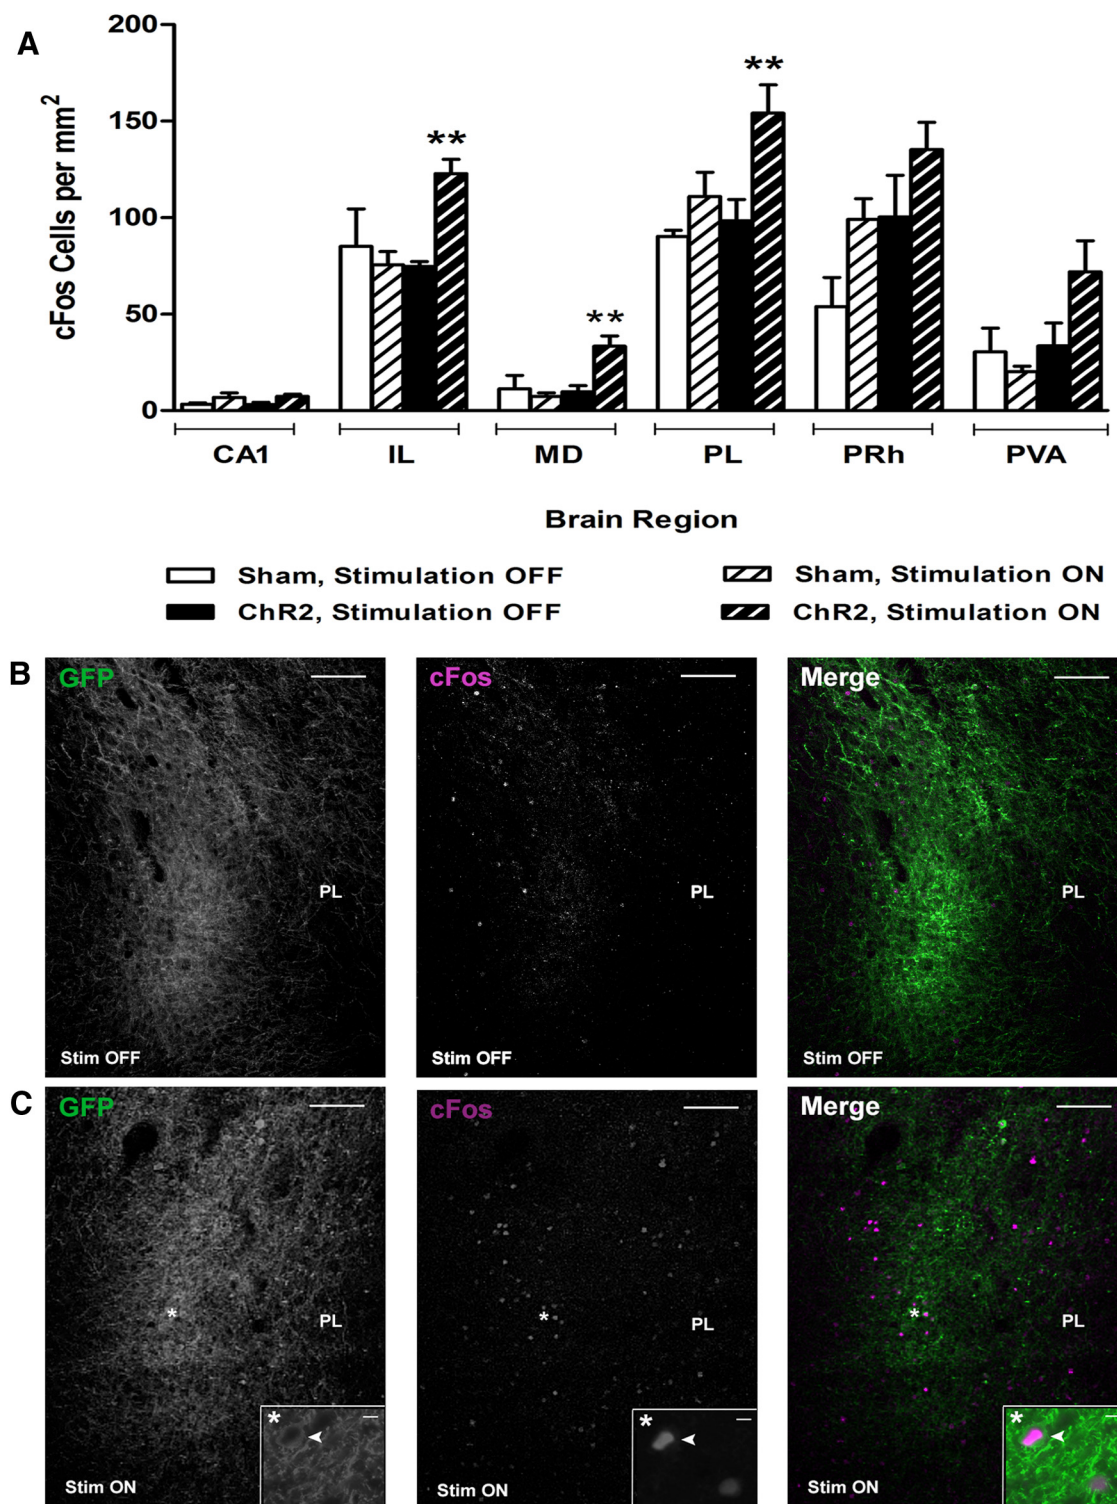 A
200
150
100
50
0
cFos Cells per mm2
**
**
**
CA1 IL MD PL PRh PVA
Brain Region
Sham, Stimulation OFF
Sham, Stimulation ON
ChR2, Stimulation OFF
ChR2, Stimulation ON
B
GFP
cFos
Merge
PL
PL
PL
Stim OFF
Stim OFF
Stim OFF
C
GFP
cFos
Merge
*
*
*
PL
PL
PL
*
*
*
Stim ON
Stim ON
Stim ON